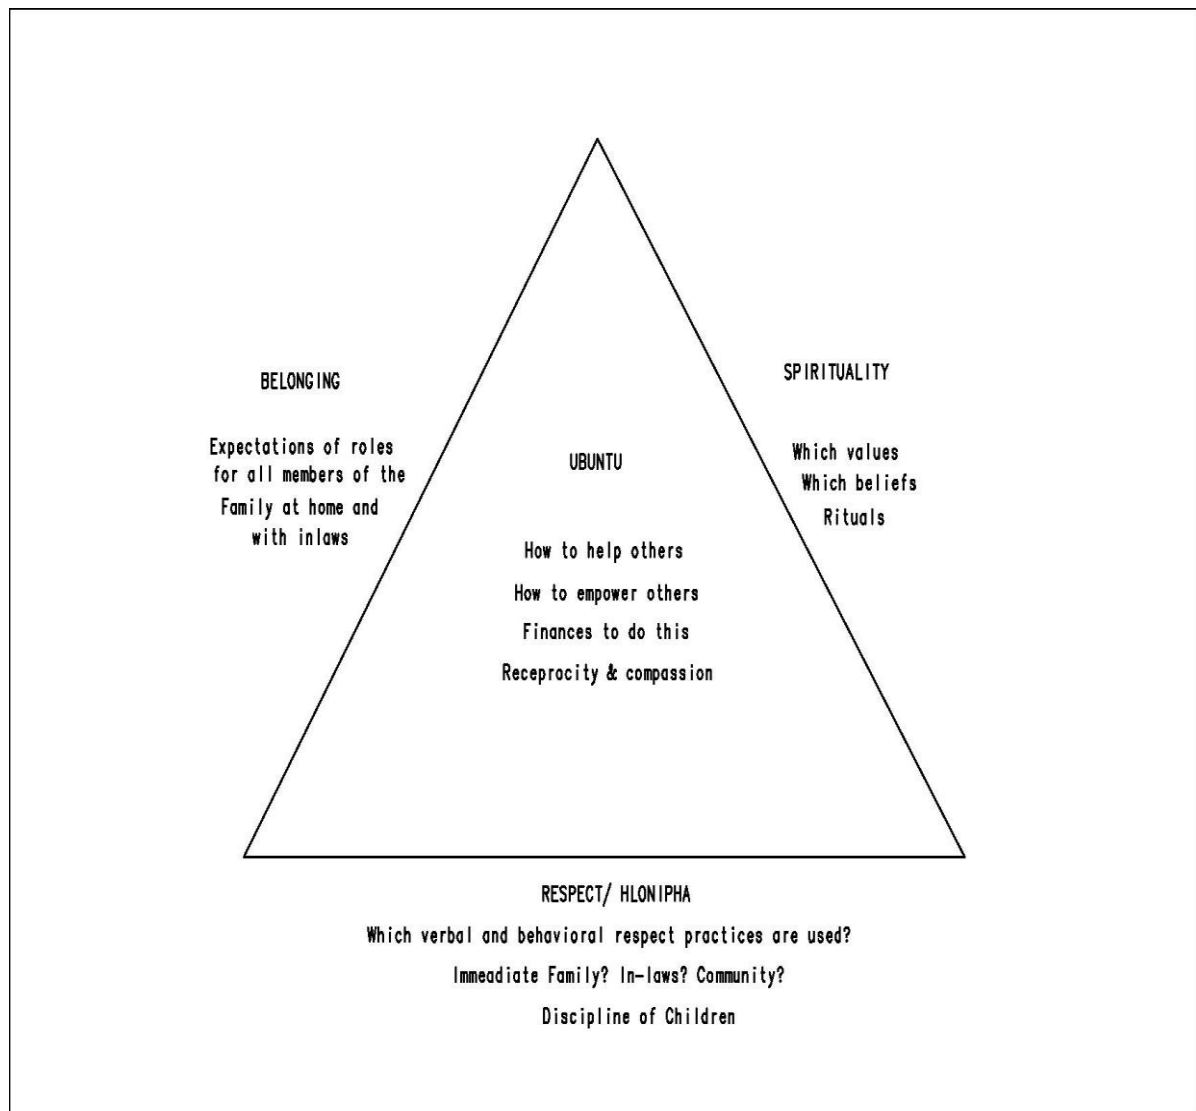 BELONGING
Expectations of roles
for all members of the
Family at home and
with inlaws
UBUNTU
How to help others
How to empower others
Finances to do this
Receprocity & compassion
SPIRITUALITY
Which values
Which beliefs
Rituals
RESPECT/ HLONIPHA
Which verbal and behavioral respect practices are used?
Immeadiate Family? In-laws? Community?
Discipline of Children